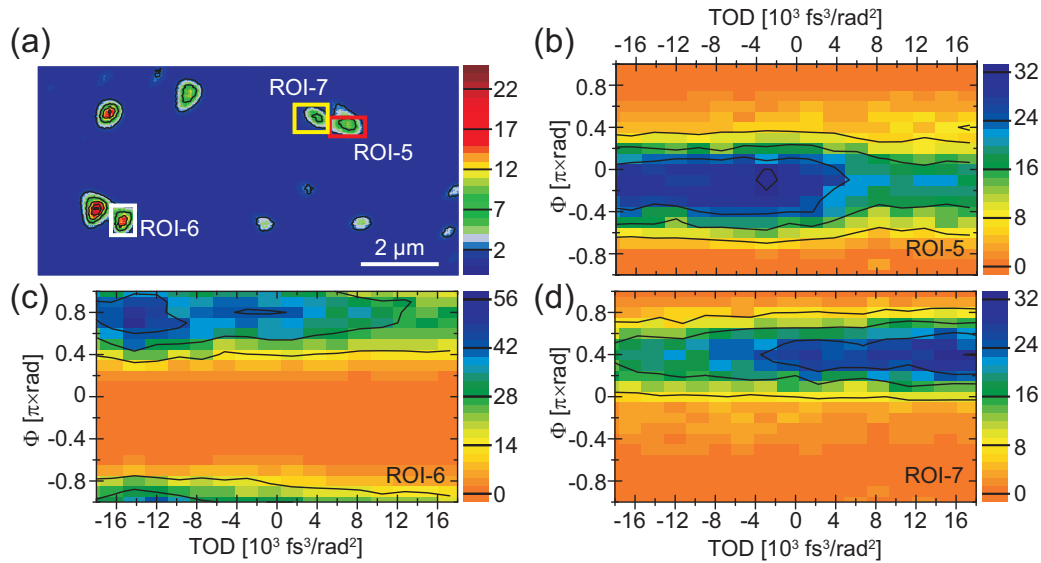 (a)
ROI-7
ROI-5
ROI-6
2 μm
22
17
12
7
2
(b)
TOD [10³ fs³/rad²]
-16 -12 -8 -4 0 4 8 12 16
Φ [π×rad]
0.8
0.4
0
-0.4
-0.8
ROI-5
32
24
16
8
0
(c)
Φ [π×rad]
0.8
0.4
0
-0.4
-0.8
ROI-6
-16 -12 -8 -4 0 4 8 12 16
TOD [10³ fs³/rad²]
56
42
28
14
0
(d)
Φ [π×rad]
0.8
0.4
0
-0.4
-0.8
ROI-7
-16 -12 -8 -4 0 4 8 12 16
TOD [10³ fs³/rad²]
32
24
16
8
0